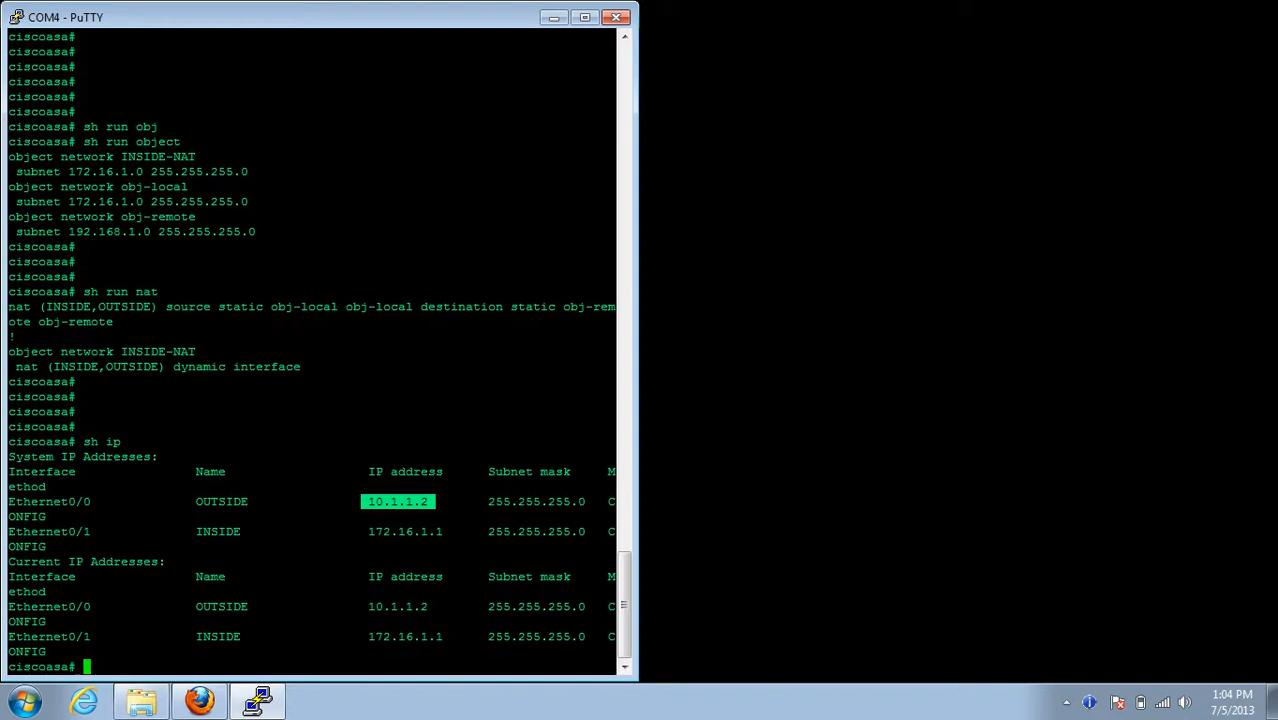 COM4 - PuTTY
ciscoasa#
ciscoasa#
ciscoasa#
ciscoasa#
ciscoasa#
ciscoasa#
ciscoasa# sh run obj
ciscoasa# sh run object
object network INSIDE-NAT
 subnet 172.16.1.0 255.255.255.0
object network obj-local
 subnet 172.16.1.0 255.255.255.0
object network obj-remote
 subnet 192.168.1.0 255.255.255.0
ciscoasa#
ciscoasa#
ciscoasa#
ciscoasa# sh run nat
nat (INSIDE,OUTSIDE) source static obj-local obj-local destination static obj-rem
ote obj-remote
!
object network INSIDE-NAT
 nat (INSIDE,OUTSIDE) dynamic interface
ciscoasa#
ciscoasa#
ciscoasa#
ciscoasa#
ciscoasa# sh ip
System IP Addresses:
Interface Name IP address Subnet mask M
ethod
Ethernet0/0 OUTSIDE 10.1.1.2 255.255.255.0 C
ONFIG
Ethernet0/1 INSIDE 172.16.1.1 255.255.255.0 C
ONFIG
Current IP Addresses:
Interface Name IP address Subnet mask M
ethod
Ethernet0/0 OUTSIDE 10.1.1.2 255.255.255.0 C
ONFIG
Ethernet0/1 INSIDE 172.16.1.1 255.255.255.0 C
ONFIG
ciscoasa#
1:04 PM
7/5/2013